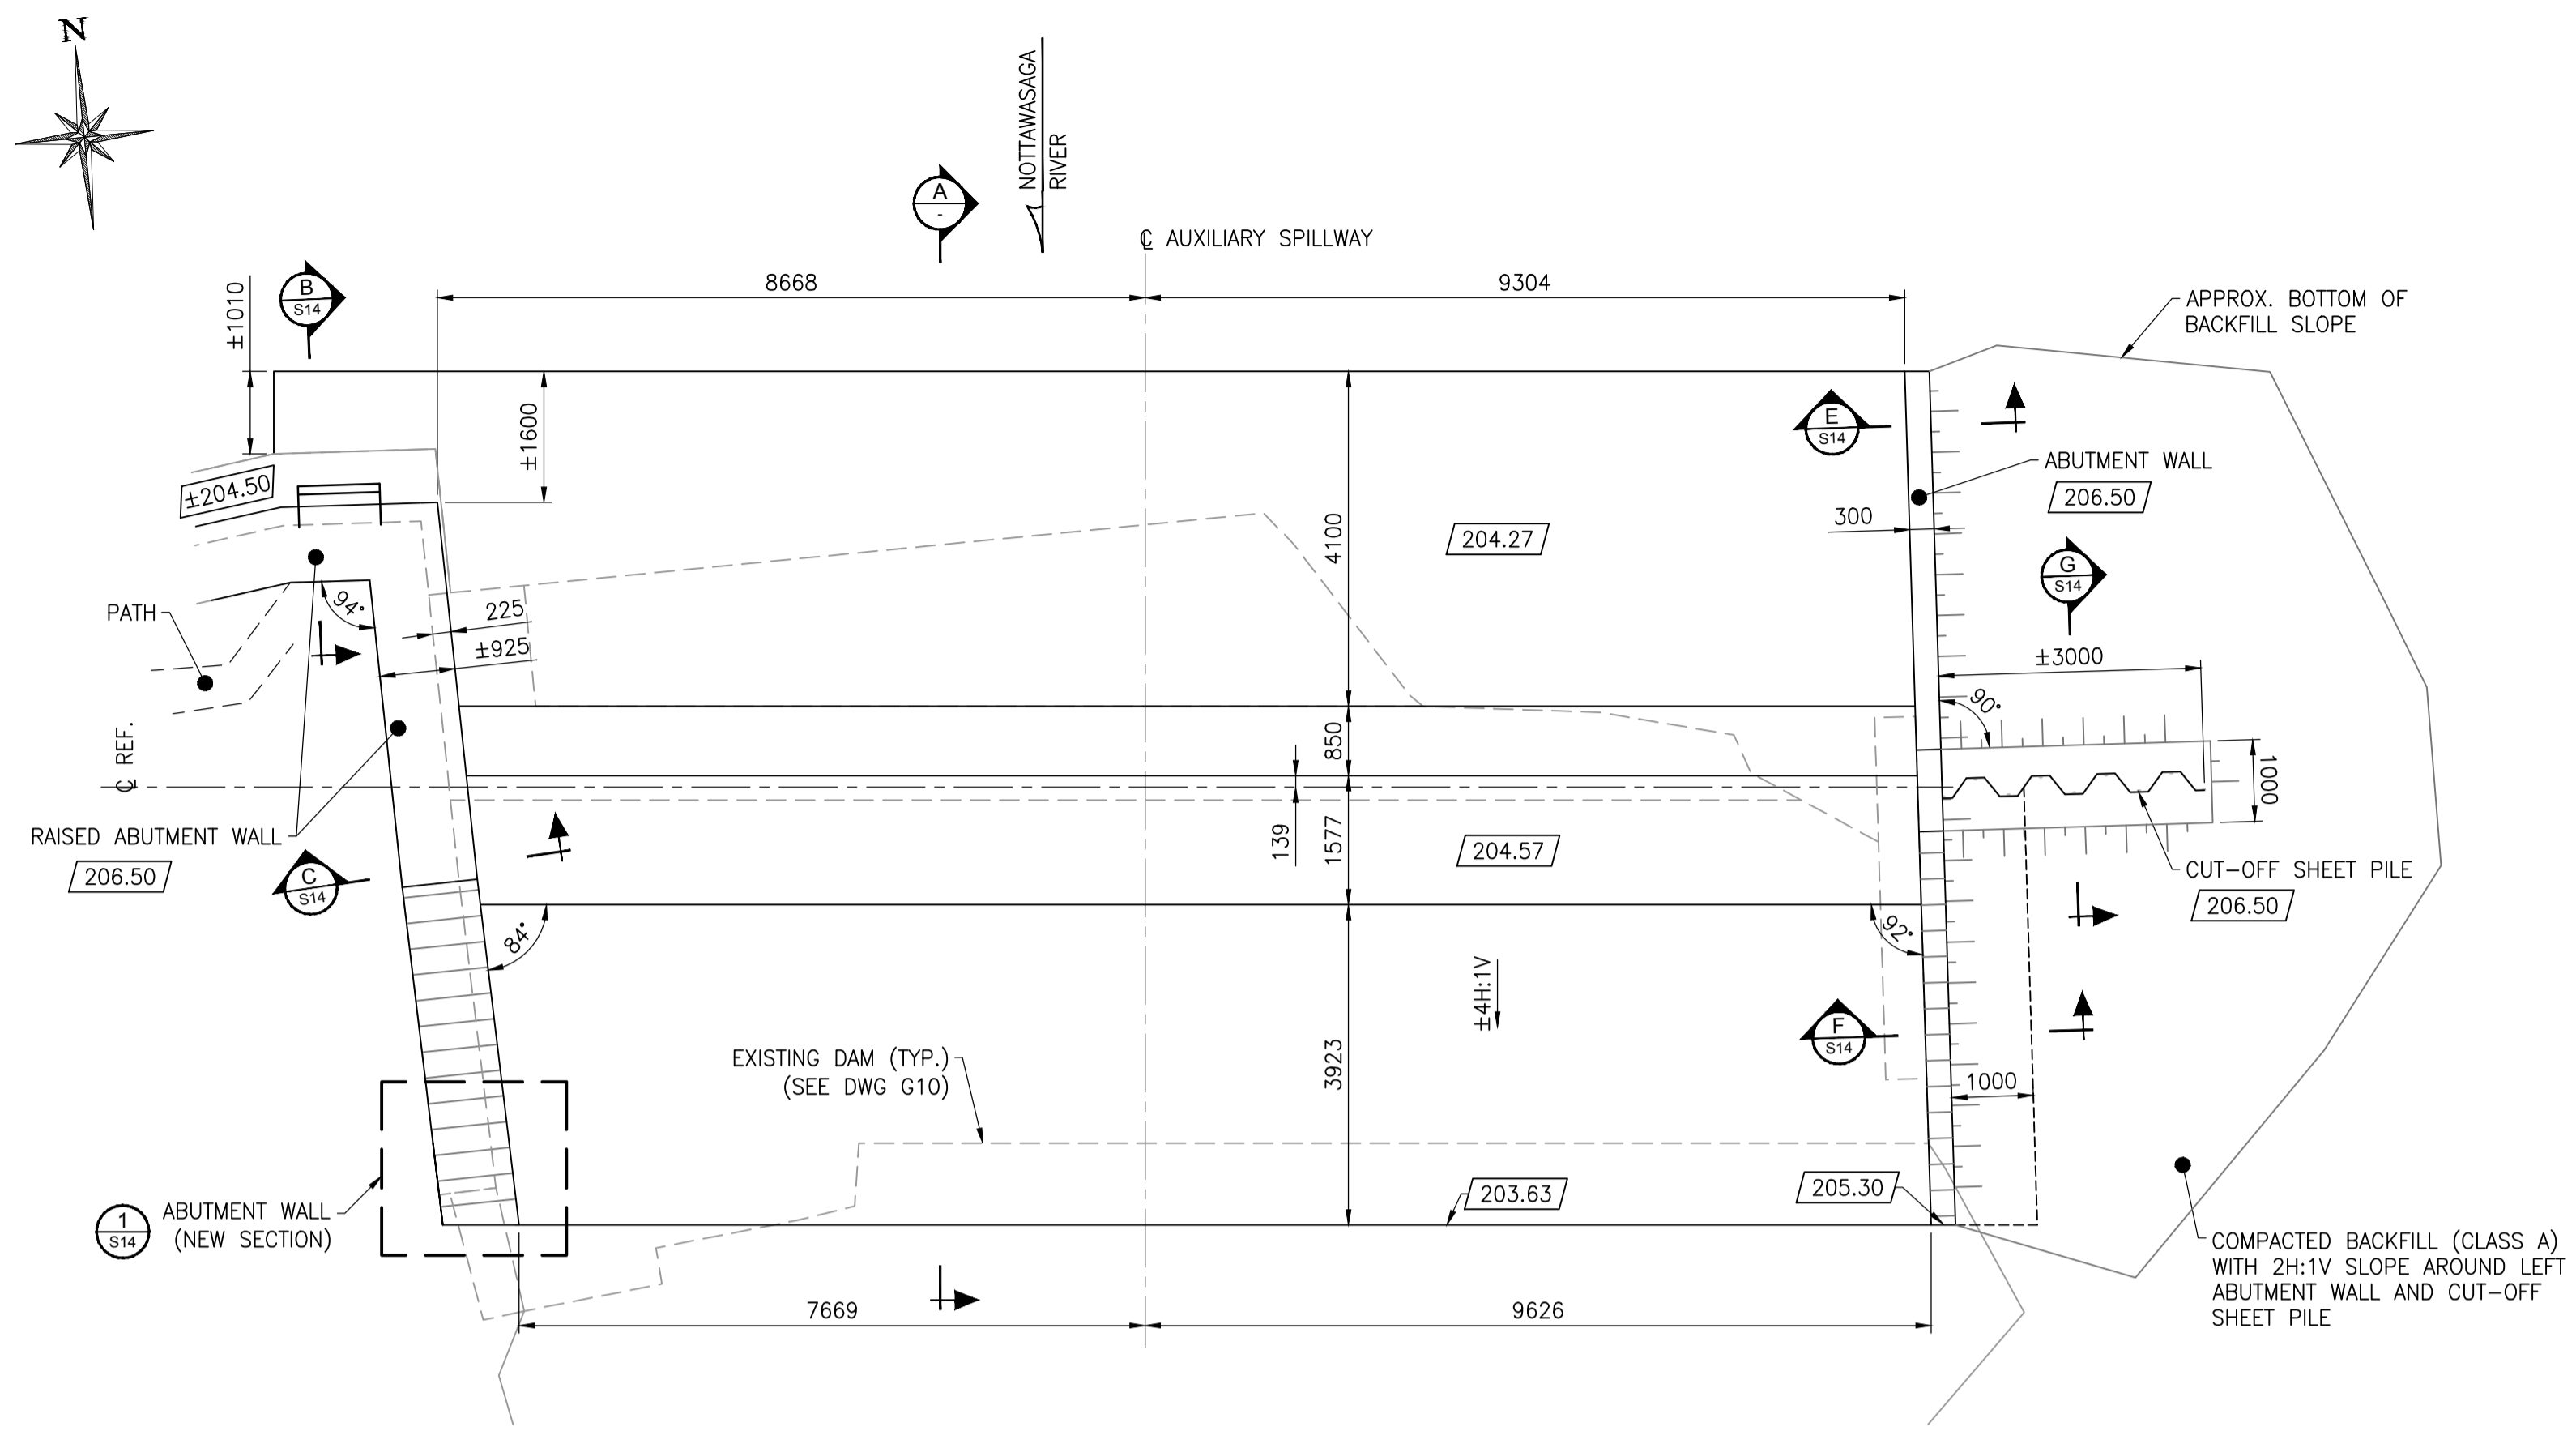 N
NOTTAWASAGA
RIVER
A
-
℄ AUXILIARY SPILLWAY
8668
9304
B
S14
±1010
APPROX. BOTTOM OF
BACKFILL SLOPE
±1600
E
S14
ABUTMENT WALL
206.50
±204.50
300
4100
204.27
G
S14
94°
225
PATH
±925
±3000
90°
℄ REF.
850
1000
RAISED ABUTMENT WALL
206.50
139
1577
204.57
CUT-OFF SHEET PILE
206.50
C
S14
84°
92°
±4H:1V
F
S14
EXISTING DAM (TYP.)
(SEE DWG G10)
3923
1000
203.63
205.30
1
S14
ABUTMENT WALL
(NEW SECTION)
COMPACTED BACKFILL (CLASS A)
WITH 2H:1V SLOPE AROUND LEFT
ABUTMENT WALL AND CUT-OFF
SHEET PILE
7669
9626